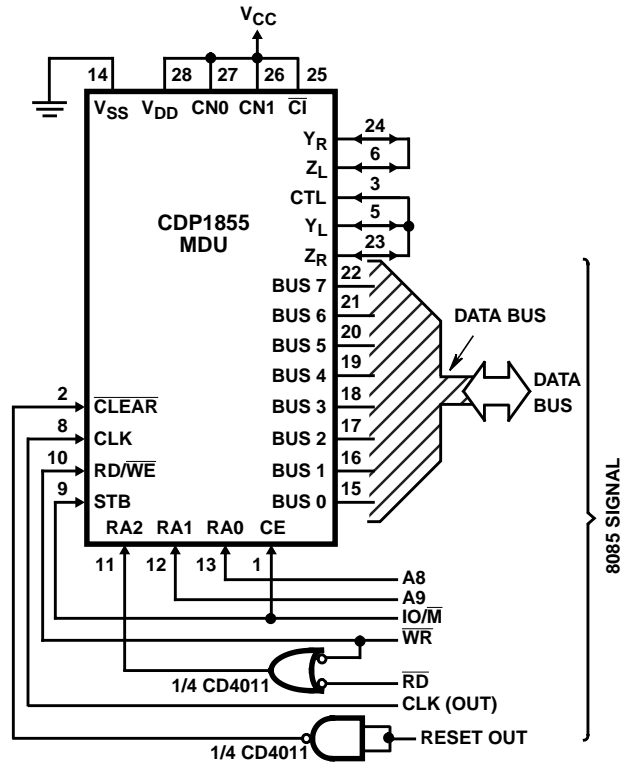 VCC
14 28 27 26 25
VSS VDD CN0 CN1 CI
YR 24
ZL 6
CTL 3
YL 5
ZR 23
CDP1855
MDU
BUS 7 22
BUS 6 21
BUS 5 20
BUS 4 19
BUS 3 18
BUS 2 17
BUS 1 16
BUS 0 15
DATA BUS
DATA
BUS
2 CLEAR
8 CLK
10 RD/WE
9 STB
RA2 RA1 RA0 CE
11 12 13 1
A8
A9
IO/M
WR
1/4 CD4011
RD
CLK (OUT)
RESET OUT
1/4 CD4011
8085 SIGNAL